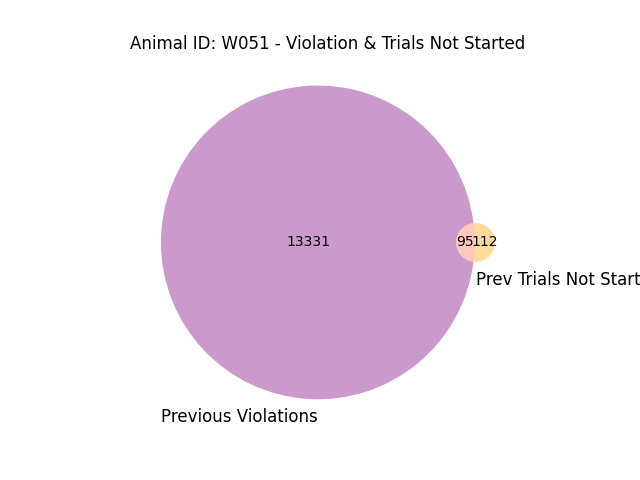 Animal ID: W051 - Violation & Trials Not Started
13331
95
112
Prev Trials Not Start
Previous Violations